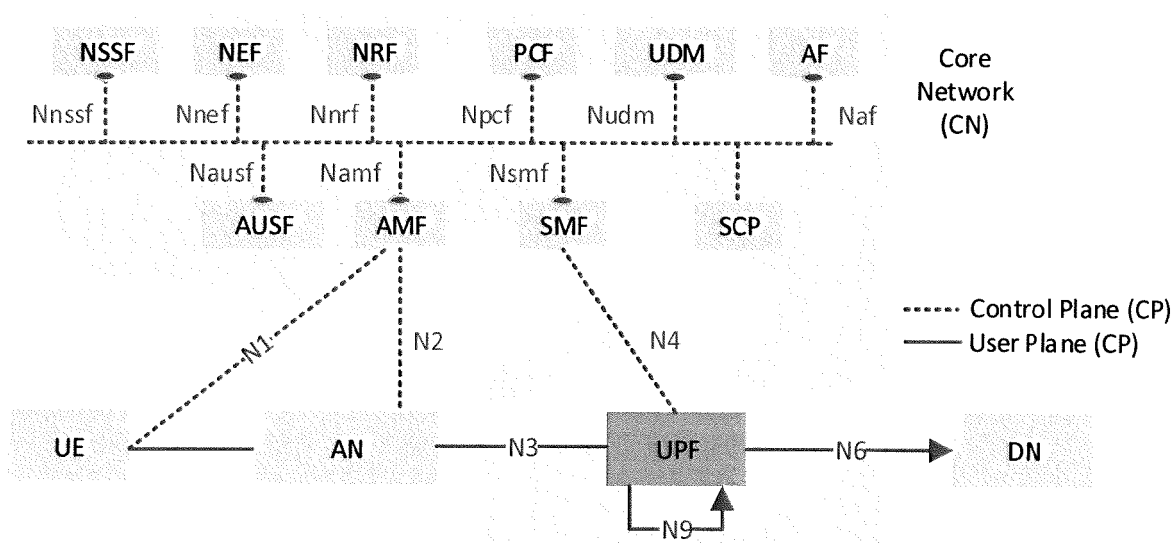 NSSF NEF NRF PCF UDM AF
Core
Network
(CN)
Nnssf Nnef Nnrf Npcf Nudm Naf
Nausf Namf Nsmf
AUSF AMF SMF SCP
Control Plane (CP)
User Plane (CP)
N1 N2 N4
UE AN N3 UPF N6 DN
N9